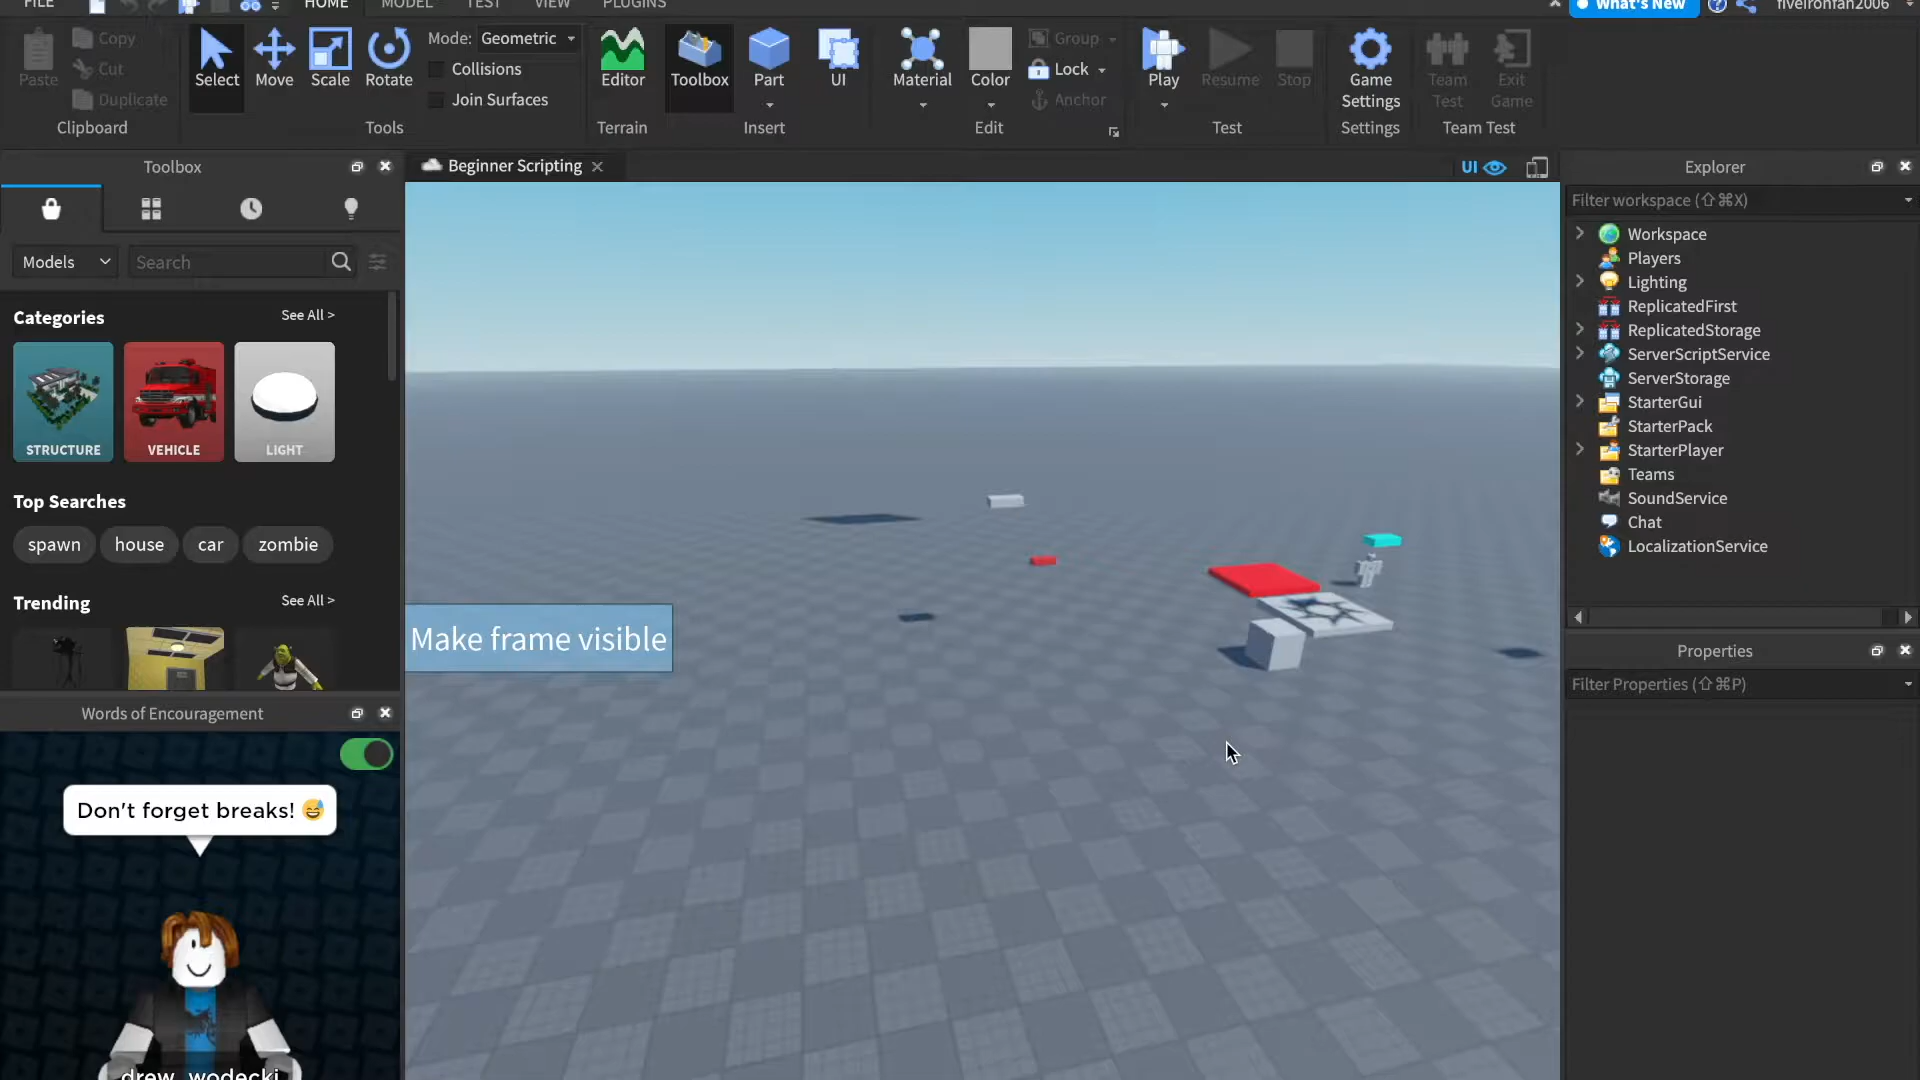 FILE HOME MODEL TEST VIEW PLUGINS What's New fiveironfan2006
Paste Copy Cut Duplicate
Clipboard
Select Move Scale Rotate Mode: Geometric
Collisions
Join Surfaces
Tools
Editor
Terrain
Toolbox Part UI
Insert
Material Color Group Lock Anchor
Edit
Play Resume Stop
Test
Game
Settings
Settings
Team
Test
Exit
Game
Team Test
Toolbox
Models Search
Categories See All >
STRUCTURE VEHICLE LIGHT
Top Searches
spawn house car zombie
Trending See All >
Words of Encouragement
Don't forget breaks! 😅
drew_wodecki
Beginner Scripting
UI
Make frame visible
Explorer
Filter workspace (⇧⌘X)
Workspace
Players
Lighting
ReplicatedFirst
ReplicatedStorage
ServerScriptService
ServerStorage
StarterGui
StarterPack
StarterPlayer
Teams
SoundService
Chat
LocalizationService
Properties
Filter Properties (⇧⌘P)